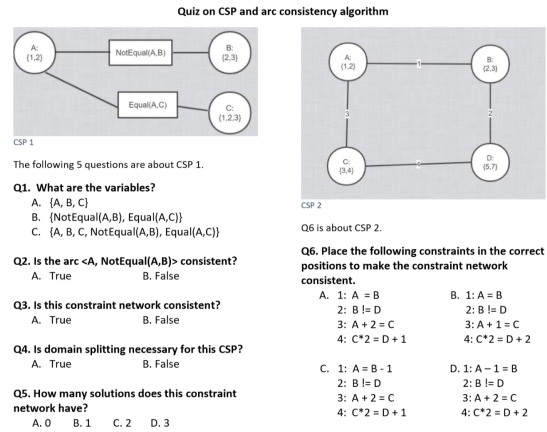 Quiz on CSP and arc consistency algorithm
A:
{1,2}
NotEqual(A,B)
B:
{2,3}
Equal(A,C)
C:
{1,2,3}
CSP 1
The following 5 questions are about CSP 1.
Q1. What are the variables?
A. {A, B, C}
B. {NotEqual(A,B), Equal(A,C)}
C. {A, B, C, NotEqual(A,B), Equal(A,C)}
Q2. Is the arc <A, NotEqual(A,B)> consistent?
A. True B. False
Q3. Is this constraint network consistent?
A. True B. False
Q4. Is domain splitting necessary for this CSP?
A. True B. False
Q5. How many solutions does this constraint
network have?
A. 0 B. 1 C. 2 D. 3
A:
{1,2}
1
B:
{2,3}
3
2
C:
{3,4}
D:
{5,7}
CSP 2
Q6 is about CSP 2.
Q6. Place the following constraints in the correct
positions to make the constraint network
consistent.
A. 1: A = B
2: B != D
3: A + 2 = C
4: C*2 = D + 1
B. 1: A = B
2: B != D
3: A + 1 = C
4: C*2 = D + 2
C. 1: A = B - 1
2: B != D
3: A + 2 = C
4: C*2 = D + 1
D. 1: A – 1 = B
2: B != D
3: A + 2 = C
4: C*2 = D + 2